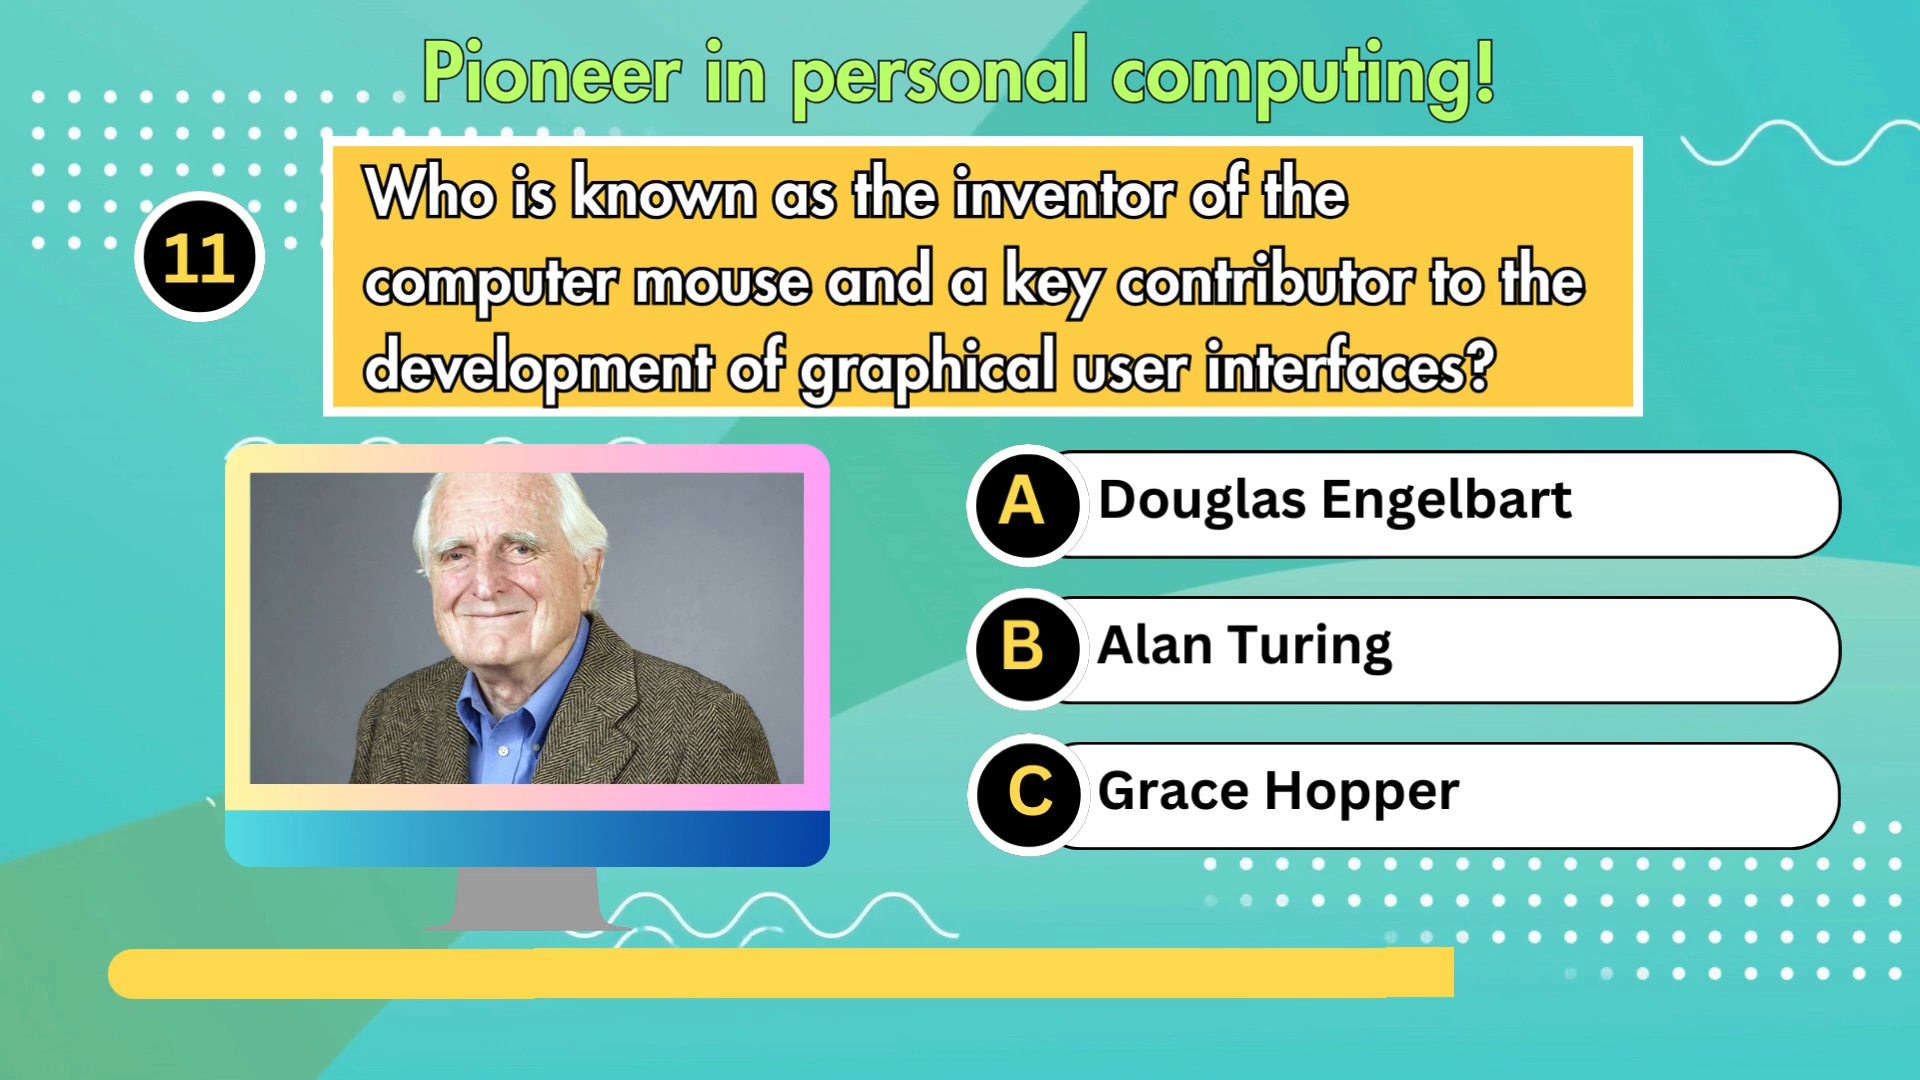 Pioneer in personal computing!
11
Who is known as the inventor of the
computer mouse and a key contributor to the
development of graphical user interfaces?
A Douglas Engelbart
B Alan Turing
C Grace Hopper